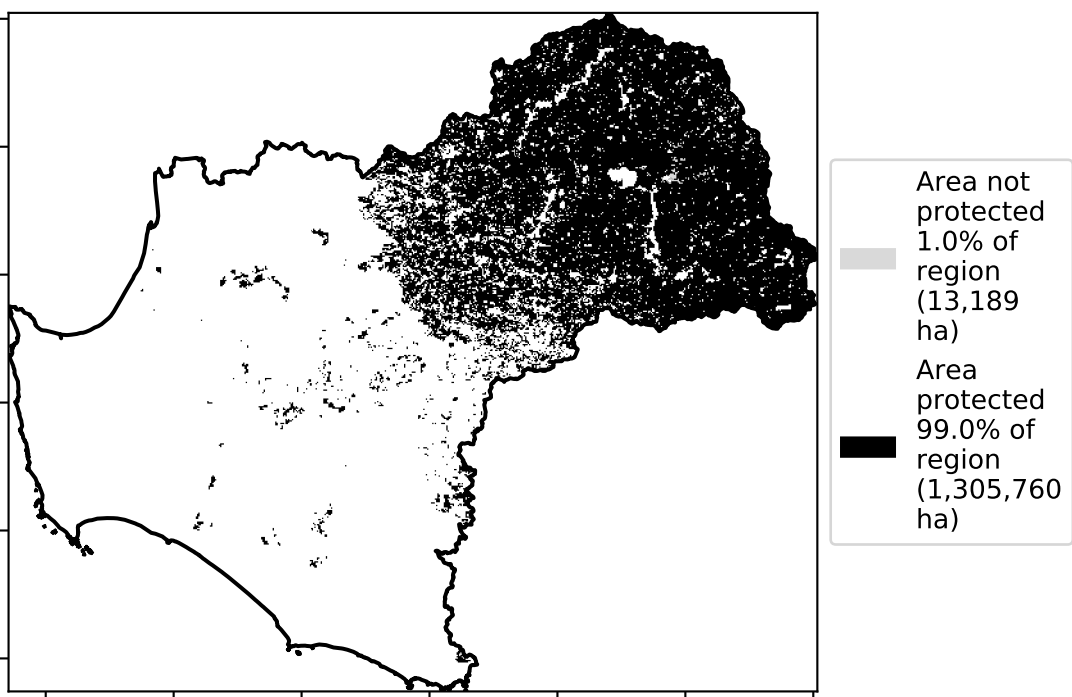 Area not
protected
1.0% of
region
(13,189
ha)
Area
protected
99.0% of
region
(1,305,760
ha)